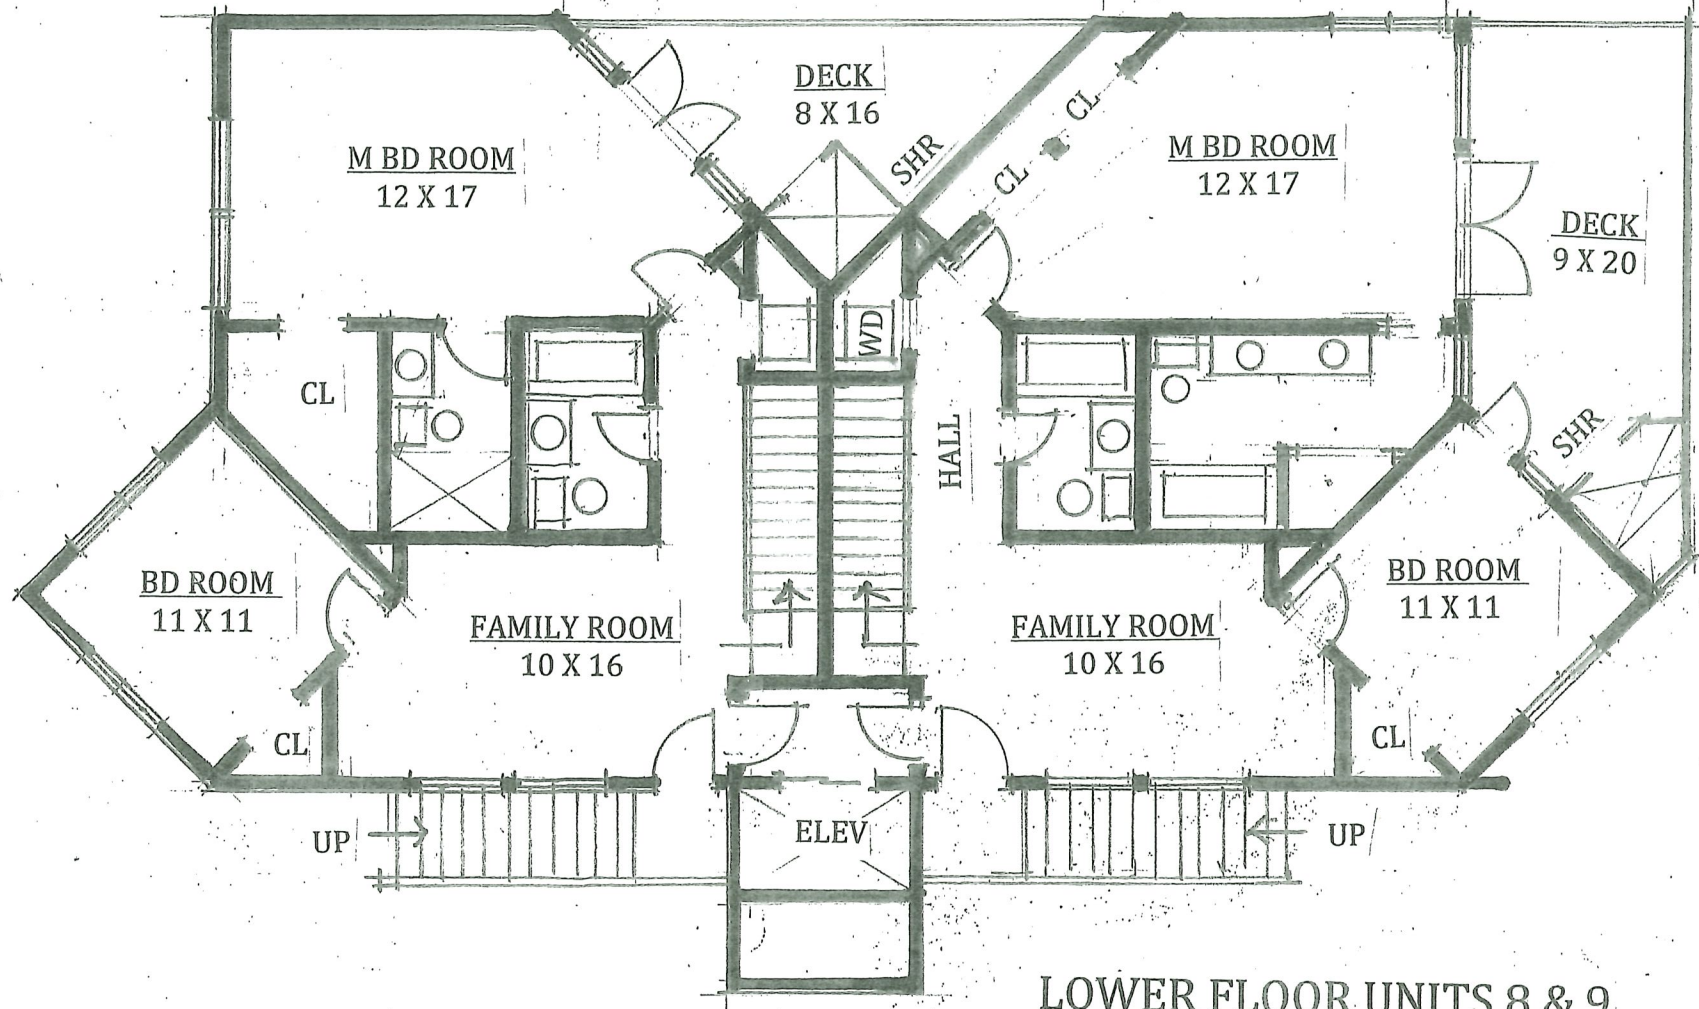 DECK
8 X 16
SHR
CL
CL
M BD ROOM
12 X 17
M BD ROOM
12 X 17
DECK
9 X 20
WD
CL
HALL
SHR
BD ROOM
11 X 11
FAMILY ROOM
10 X 16
FAMILY ROOM
10 X 16
BD ROOM
11 X 11
CL
CL
UP
ELEV
UP
LOWER FLOOR UNITS 8 & 9